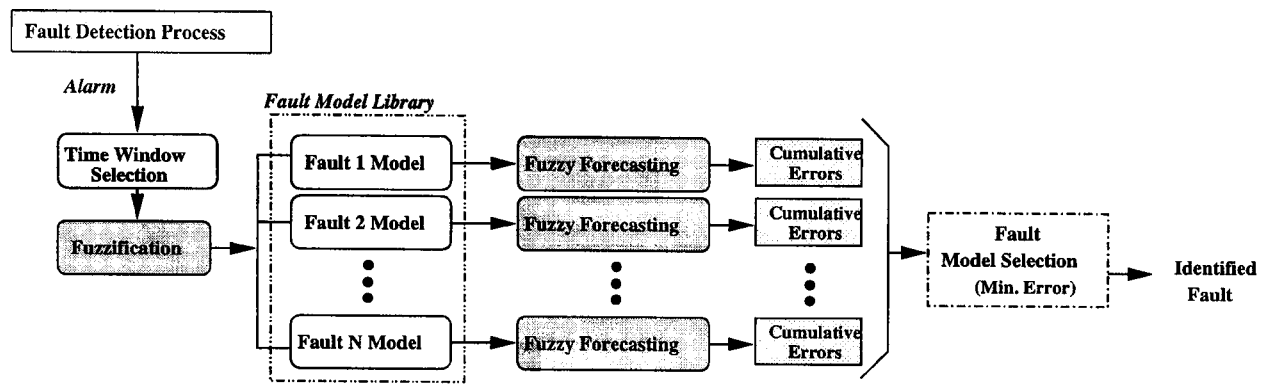 Fault Detection Process
Alarm
Fault Model Library
Time Window
Selection
Fuzzification
Fault 1 Model
Fuzzy Forecasting
Cumulative
Errors
Fault 2 Model
Fuzzy Forecasting
Cumulative
Errors
Fault N Model
Fuzzy Forecasting
Cumulative
Errors
Fault
Model Selection
(Min. Error)
Identified
Fault